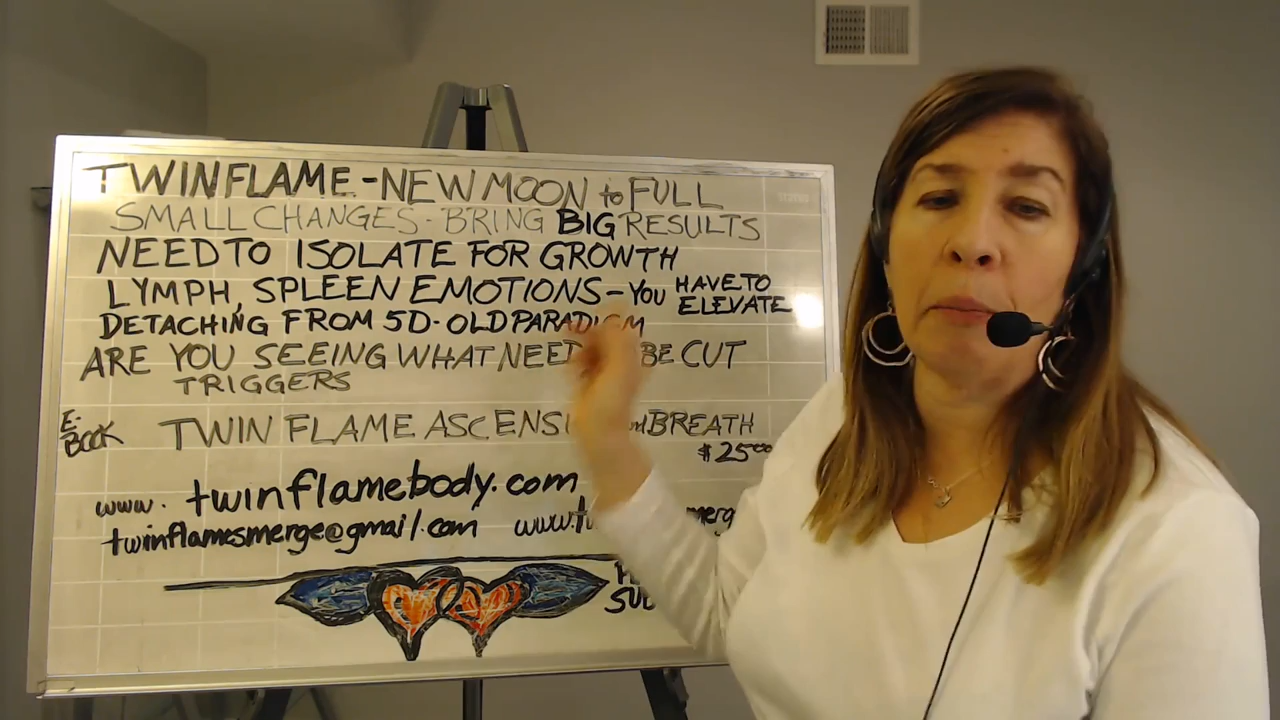 TWINFLAME - NEW MOON to FULL
SMALL CHANGES - BRING BIG RESULTS
NEED TO ISOLATE FOR GROWTH
LYMPH, SPLEEN EMOTIONS - YOU HAVE TO ELEVATE
DETACHING FROM 5D - OLD PARADIGM
ARE YOU SEEING WHAT NEED BE CUT
TRIGGERS
E-BOOK TWIN FLAME BREATH
$25.00
www. twinflamebody.com
twinflamesmerge@gmail.com